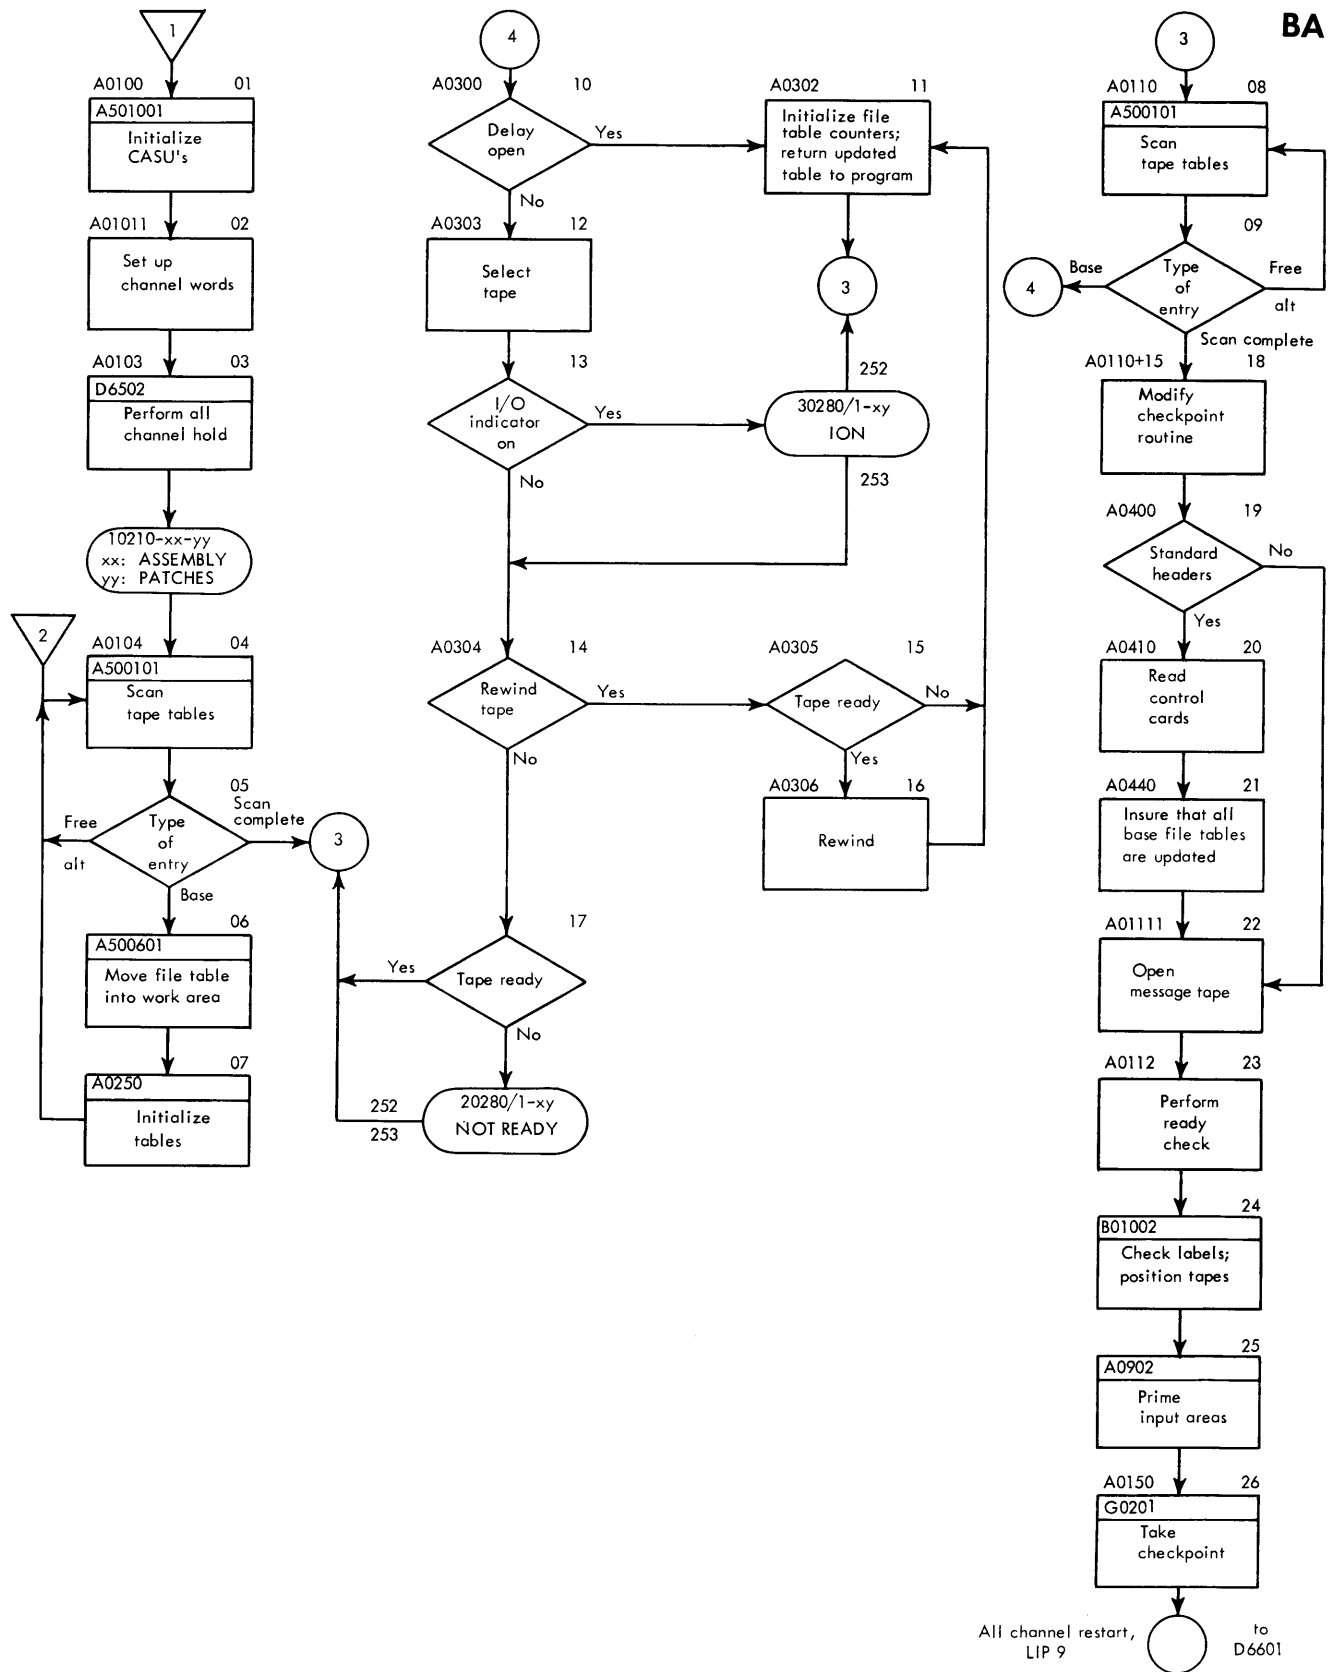 BA
1
A0100 01
A501001
Initialize
CASU's
A01011 02
Set up
channel words
A0103 03
D6502
Perform all
channel hold
10210-xx-yy
xx: ASSEMBLY
yy: PATCHES
2
A0104 04
A500101
Scan
tape tables
05
Scan
complete
Type
of
entry
Free
alt
Base
3
06
A500601
Move file table
into work area
07
A0250
Initialize
tables
4
A0300 10
Delay
open
Yes
No
A0302 11
Initialize file
table counters;
return updated
table to program
3
A0303 12
Select
tape
13
I/O
indicator
on
Yes
No
252
30280/1-xy
ION
253
A0304 14
Rewind
tape
Yes
No
A0305 15
Tape ready
No
Yes
A0306 16
Rewind
17
Tape ready
Yes
No
20280/1-xy
NOT READY
252
253
3
A0110 08
A500101
Scan
tape tables
09
Type
of
entry
Base
4
Free
alt
Scan complete
A0110+15 18
Modify
checkpoint
routine
A0400 19
Standard
headers
No
Yes
A0410 20
Read
control
cards
A0440 21
Insure that all
base file tables
are updated
A01111 22
Open
message tape
A0112 23
Perform
ready
check
24
B01002
Check labels;
position tapes
25
A0902
Prime
input areas
A0150 26
G0201
Take
checkpoint
All channel restart,
LIP 9
to
D6601